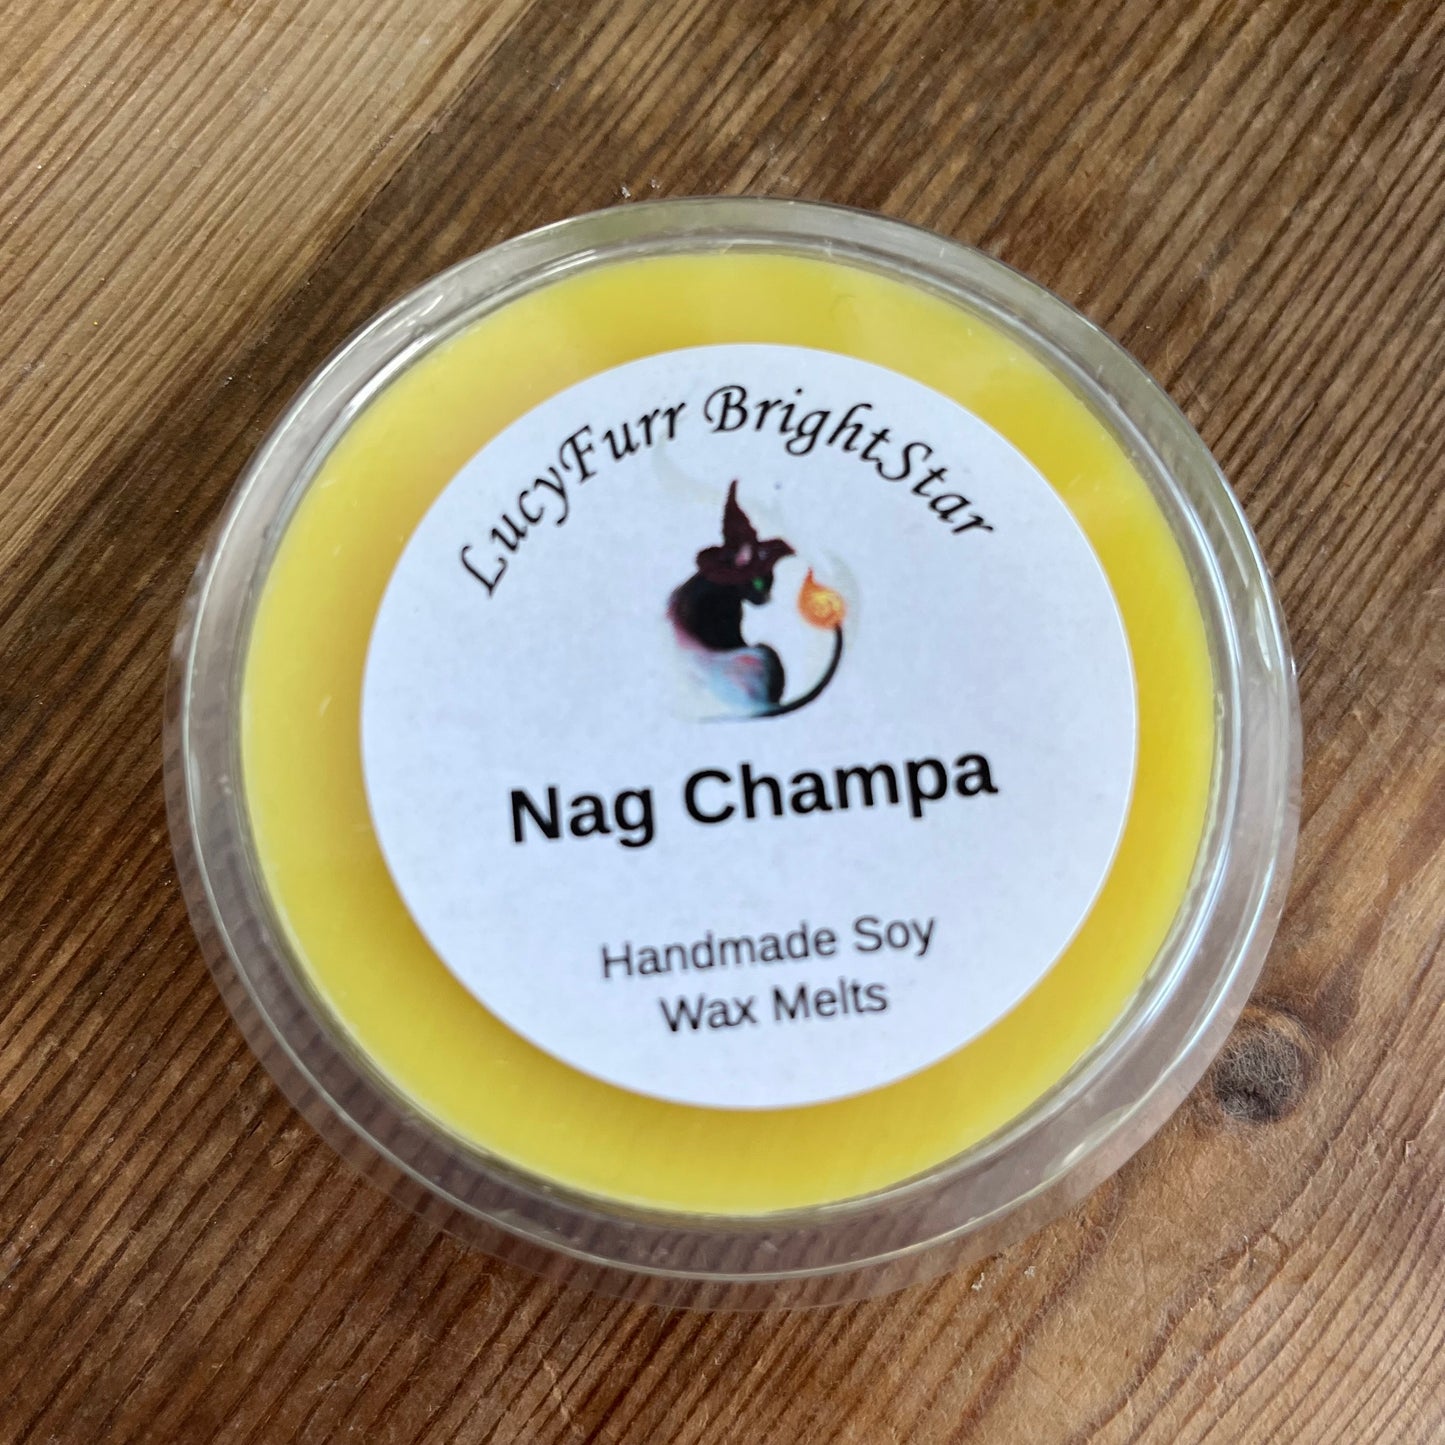 LucyFurr BrightStar
Nag Champa
Handmade Soy
Wax Melts